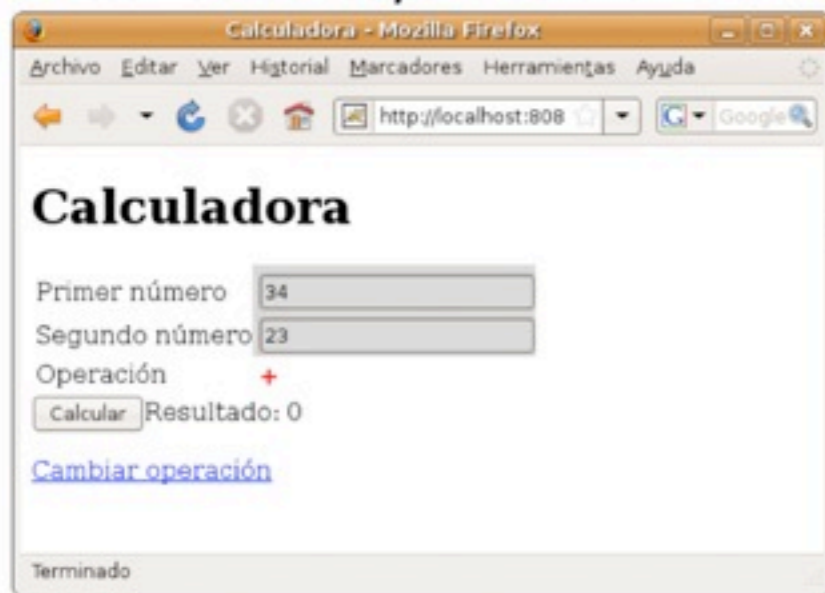 Calculadora - Mozilla Firefox
Archivo Editar Ver Historial Marcadores Herramientas Ayuda
http://localhost:808 Google
Calculadora
Primer número 34
Segundo número 23
Operación +
Calcular Resultado: 0
Cambiar operación
Terminado